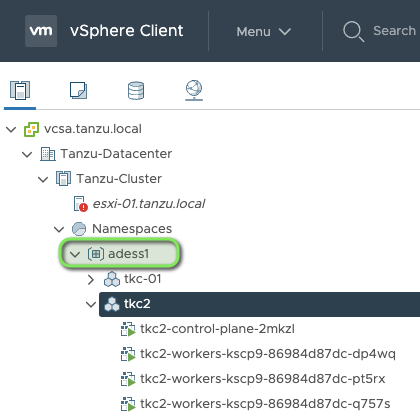 vm vSphere Client Menu Search
vcsa.tanzu.local
Tanzu-Datacenter
Tanzu-Cluster
esxi-01.tanzu.local
Namespaces
adess1
tkc-01
tkc2
tkc2-control-plane-2mkzl
tkc2-workers-kscp9-86984d87dc-dp4wq
tkc2-workers-kscp9-86984d87dc-pt5rx
tkc2-workers-kscp9-86984d87dc-q757s